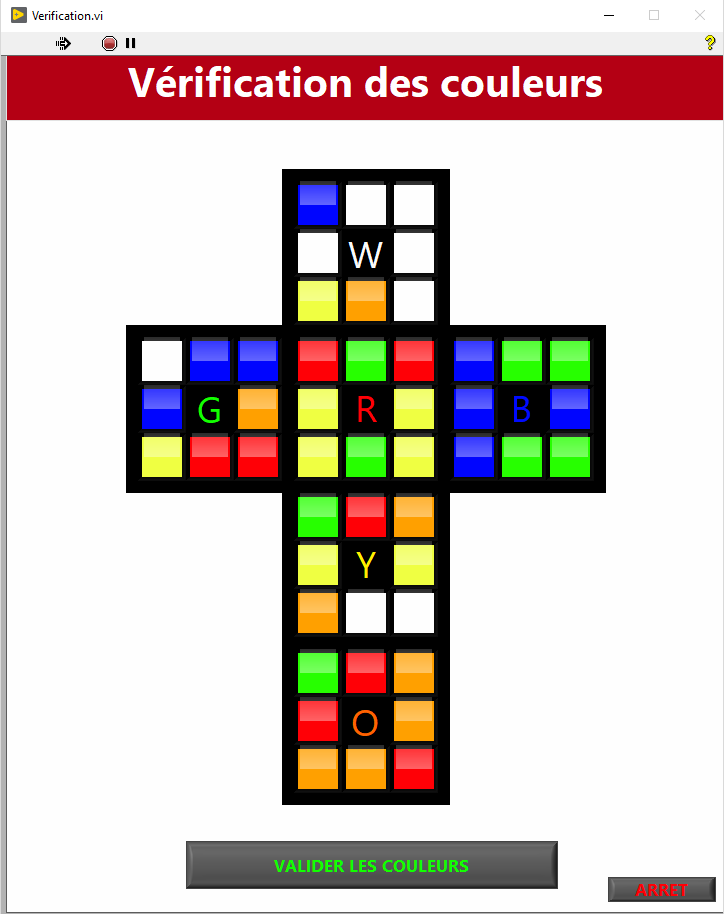 Verification.vi
?
Vérification des couleurs
W
G R B
Y
O
VALIDER LES COULEURS
ARRET